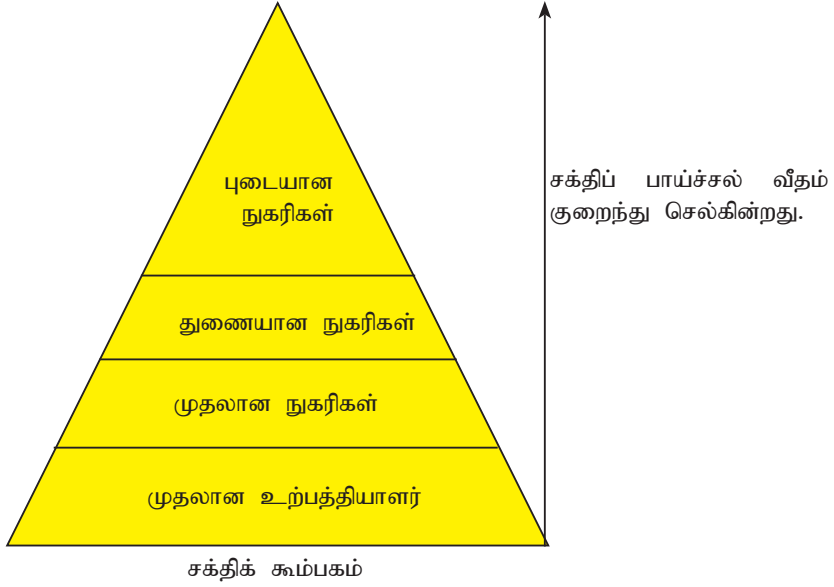 புடையான
நுகரிகள்
சக்திப் பாய்ச்சல் வீதம்
குறைந்து செல்கின்றது.
துணையான நுகரிகள்
முதலான நுகரிகள்
முதலான உற்பத்தியாளர்
சக்திக் கூம்பகம்